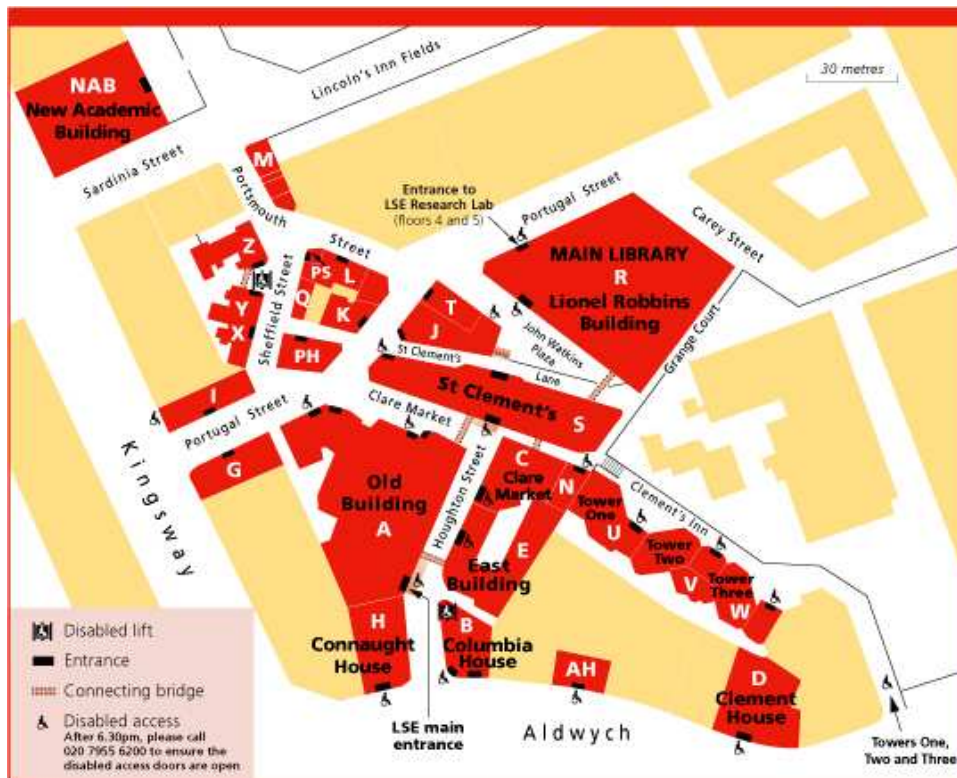 NAB
New Academic
Building
Lincoln's Inn Fields
30 metres
Sardinia Street
M
Portsmouth
Street
Entrance to
LSE Research Lab
(floors 4 and 5)
Portugal Street
Carey Street
Z
Sheffield Street
PS
L
Q
K
Y
X
PH
T
J
MAIN LIBRARY
R
Lionel Robbins
Building
John Watkins
Plaza
Grange Court
St Clement's
Lane
St Clement's
S
I
Portugal Street
Clare Market
G
Kingsway
Old
Building
A
Houghton Street
C
Clare
Market
N
E
East
Building
Tower
One
U
Clement's Inn
Tower
Two
V
Tower
Three
W
H
Connaught
House
B
Columbia
House
AH
D
Clement
House
LSE main
entrance
Aldwych
Towers One,
Two and Three
Disabled lift
Entrance
Connecting bridge
Disabled access
After 6.30pm, please call
020 7955 6200 to ensure the
disabled access doors are open